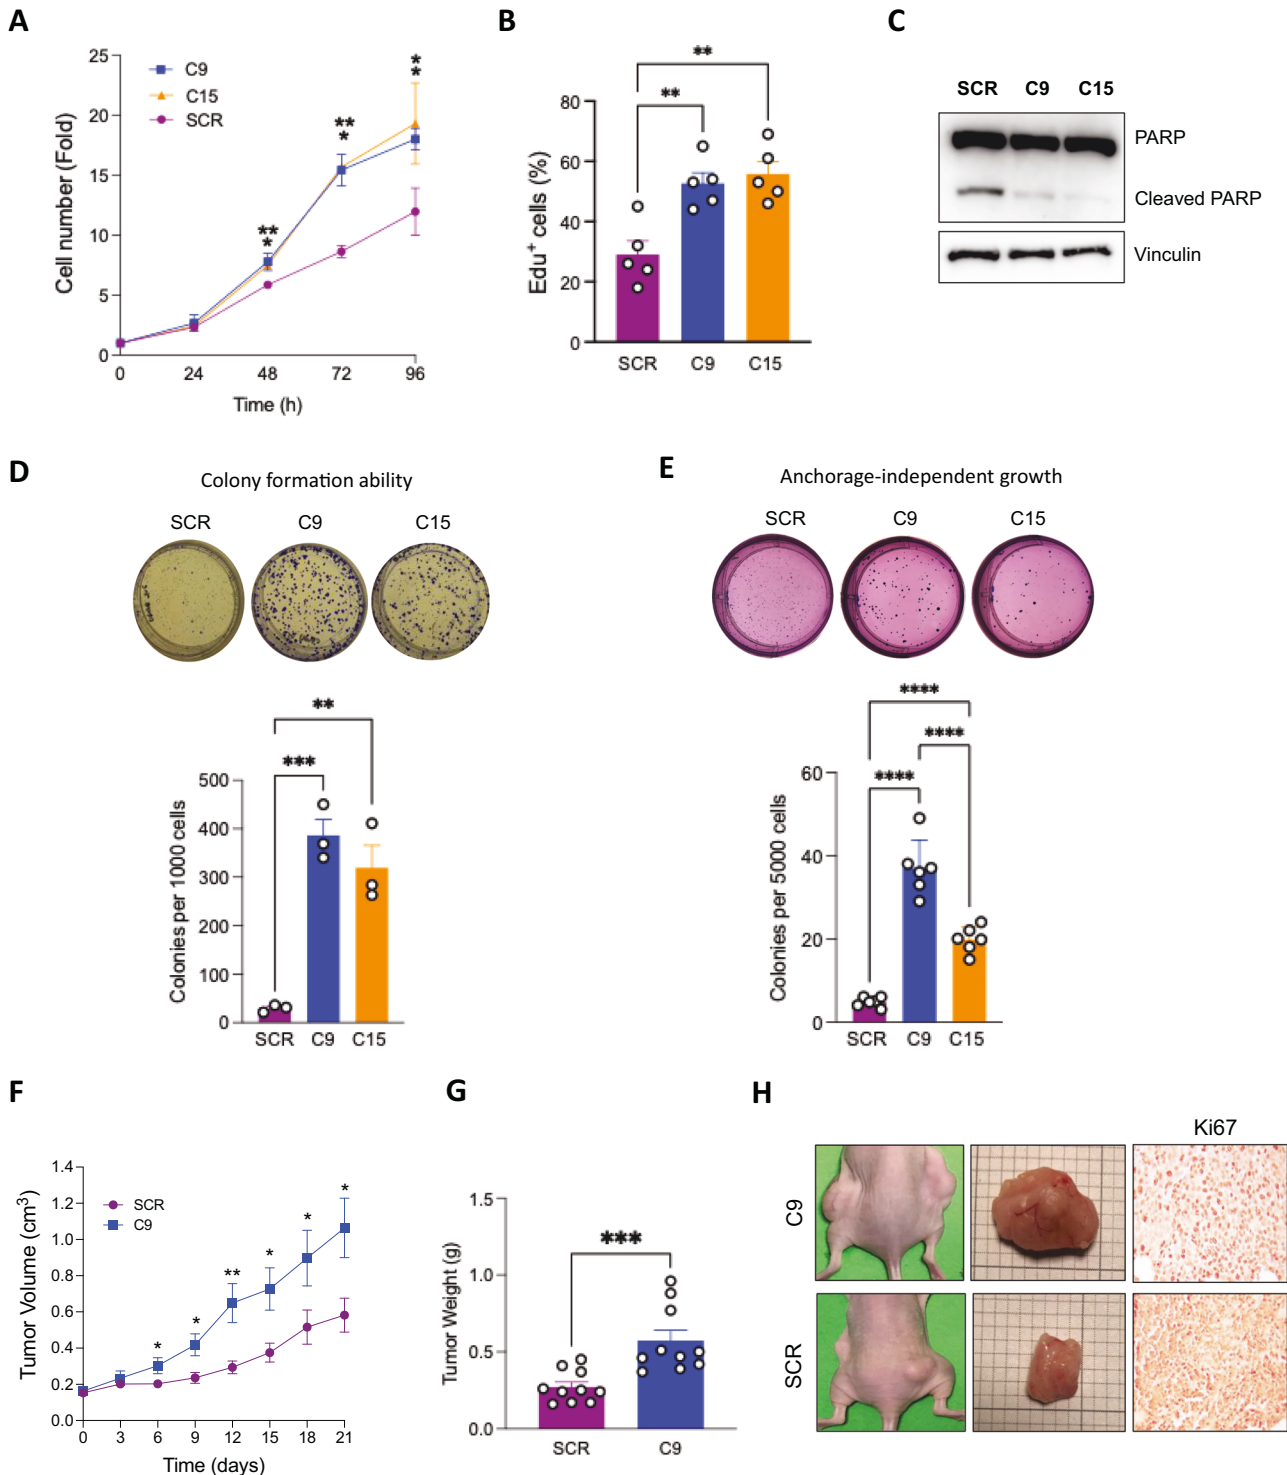 A
Cell number (Fold)
25
20
15
10
5
0
C9
C15
SCR
**
*
**
*
*
*
0 24 48 72 96
Time (h)
B
Edu+ cells (%)
**
**
80
60
40
20
0
SCR C9 C15
C
SCR C9 C15
PARP
Cleaved PARP
Vinculin
D
Colony formation ability
SCR C9 C15
Colonies per 1000 cells
**
***
500
400
300
200
100
0
SCR C9 C15
E
Anchorage-independent growth
SCR C9 C15
Colonies per 5000 cells
****
****
****
60
40
20
0
SCR C9 C15
F
Tumor Volume (cm3)
1.4
1.2
1.0
0.8
0.6
0.4
0.2
0.0
SCR
C9
* * ** * * *
0 3 6 9 12 15 18 21
Time (days)
G
Tumor Weight (g)
***
1.5
1.0
0.5
0.0
SCR C9
H
Ki67
C9
SCR